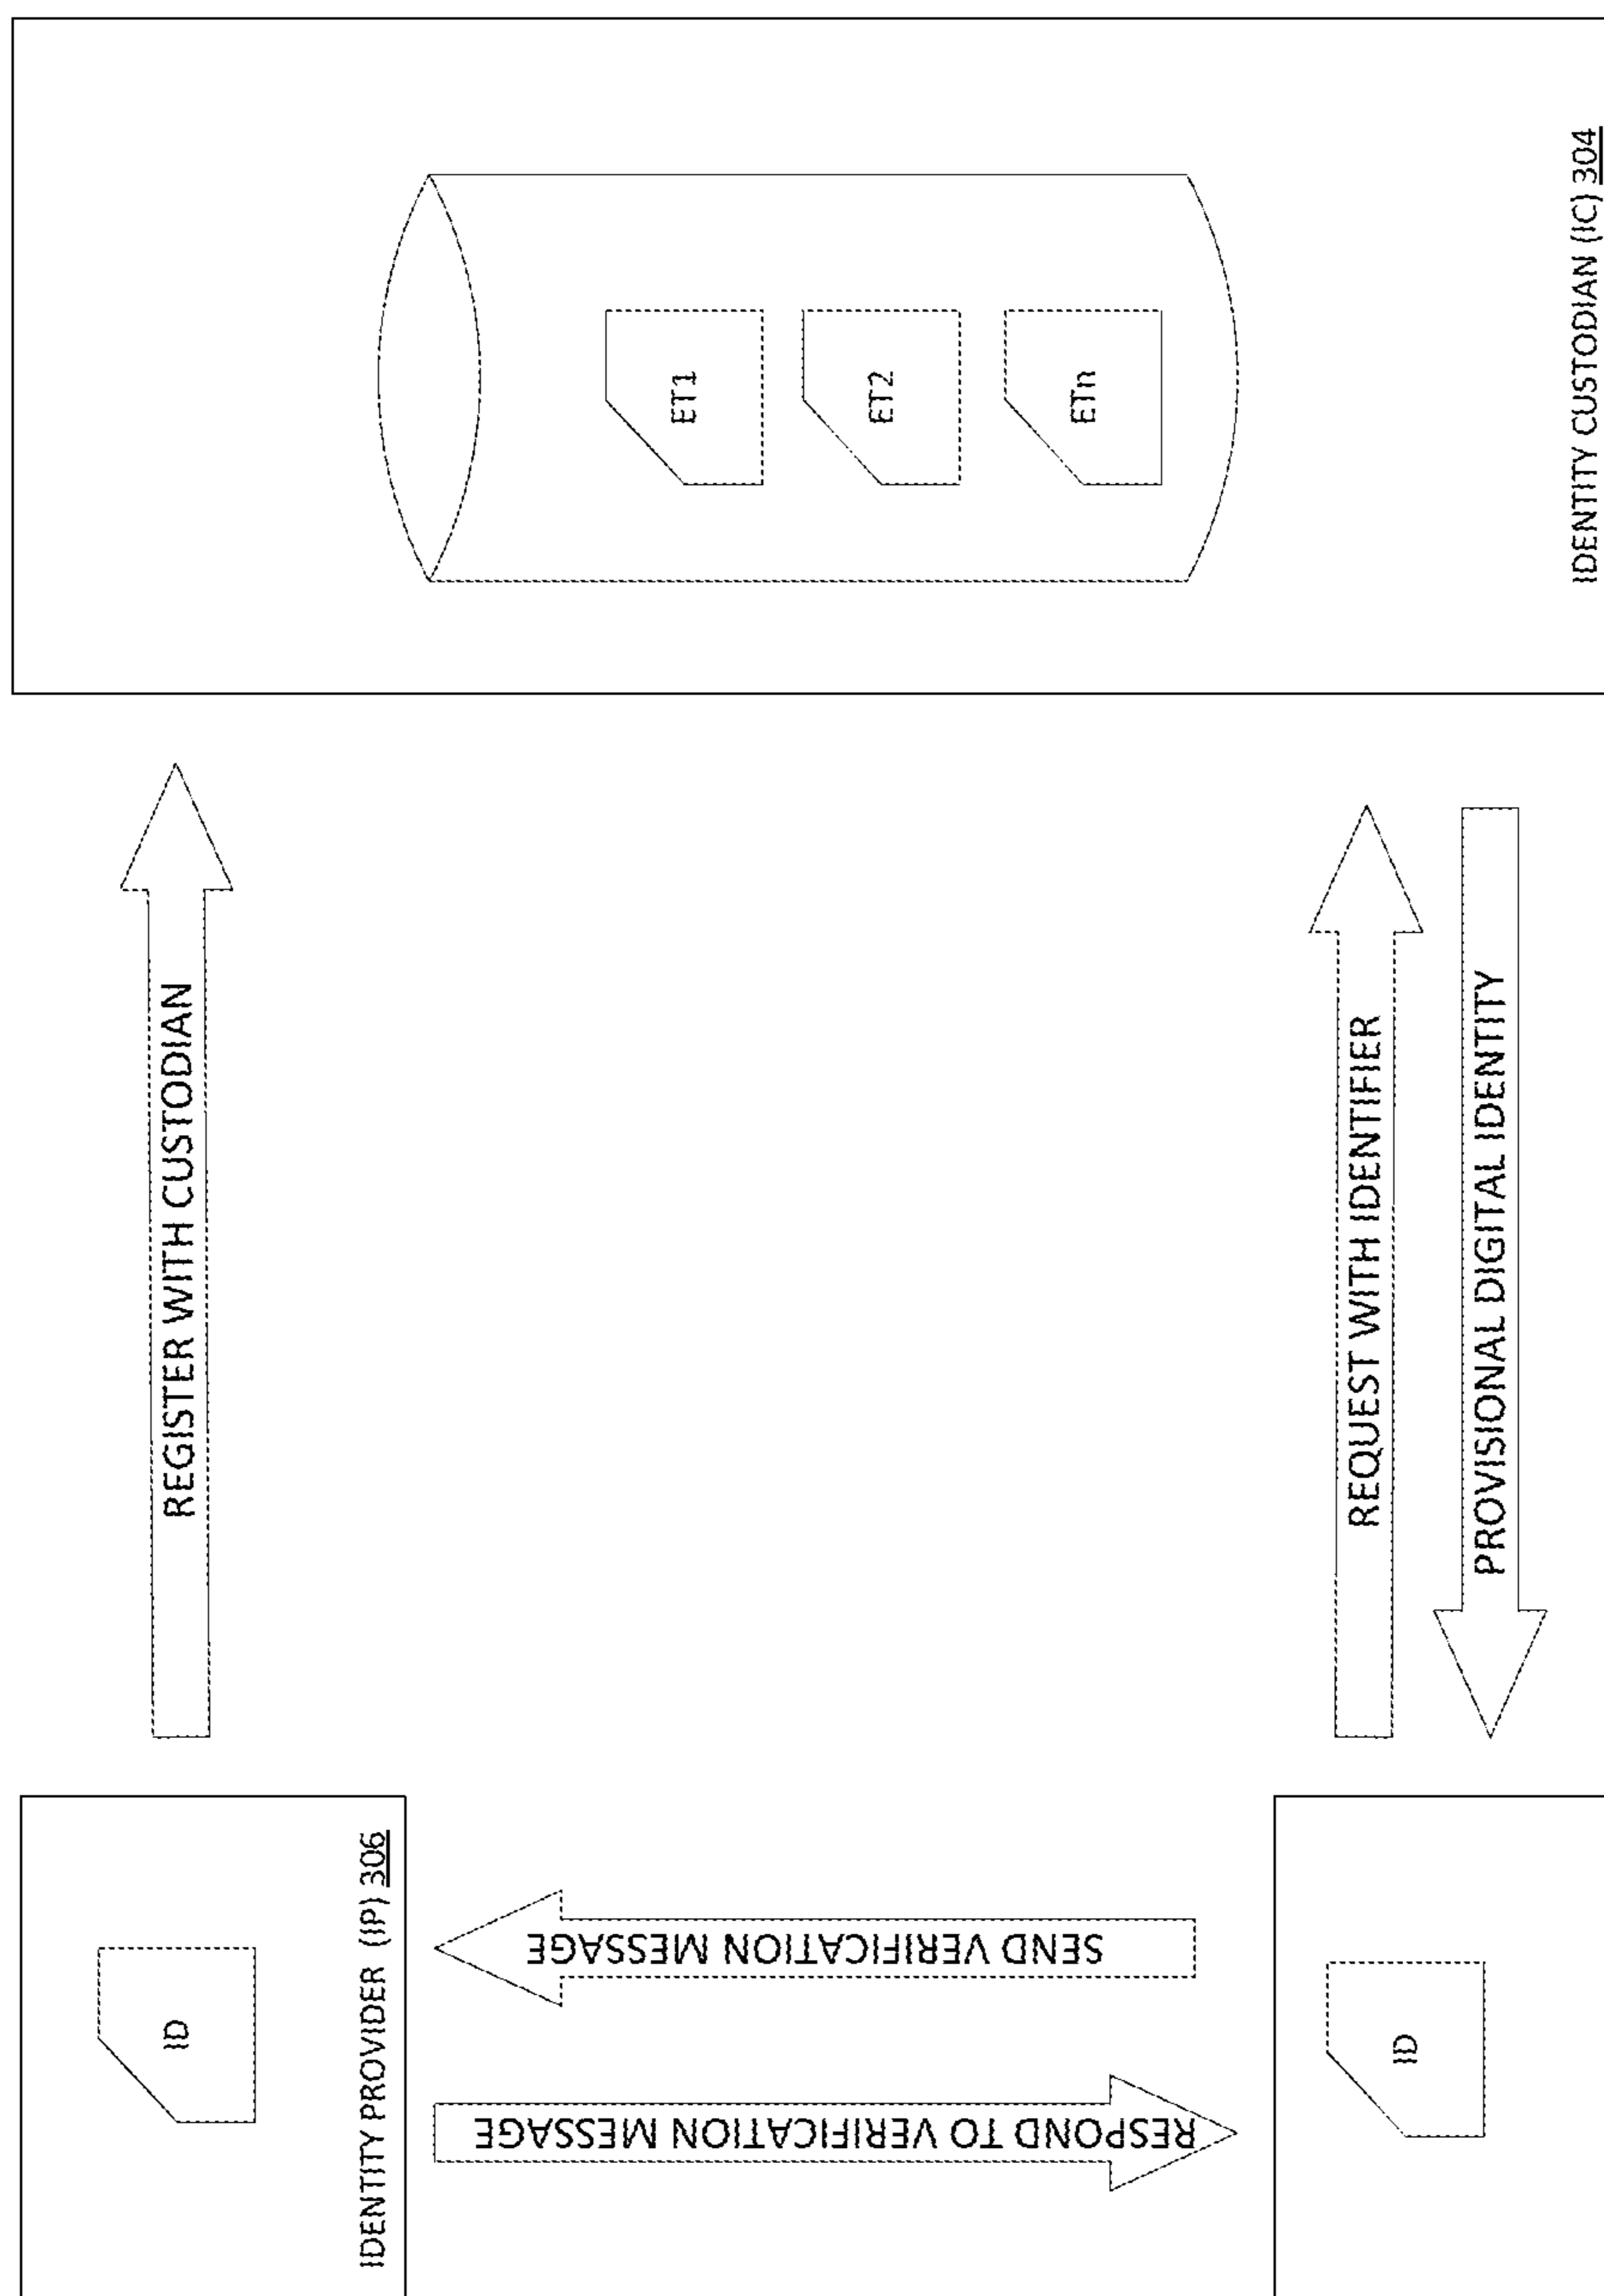 REGISTER WITH CUSTODIAN
ID
IDENTITY PROVIDER (IP) 306
ET1
ET2
ETn
RESPOND TO VERIFICATION MESSAGE
SEND VERIFICATION MESSAGE
REQUEST WITH IDENTIFIER
ID
PROVISIONAL DIGITAL IDENTITY
IDENTITY CUSTODIAN (IC) 304